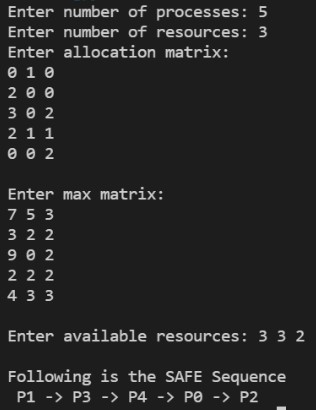 Enter number of processes: 5
Enter number of resources: 3
Enter allocation matrix:
0 1 0
2 0 0
3 0 2
2 1 1
0 0 2
Enter max matrix:
7 5 3
3 2 2
9 0 2
2 2 2
4 3 3
Enter available resources: 3 3 2
Following is the SAFE Sequence
P1 -> P3 -> P4 -> P0 -> P2